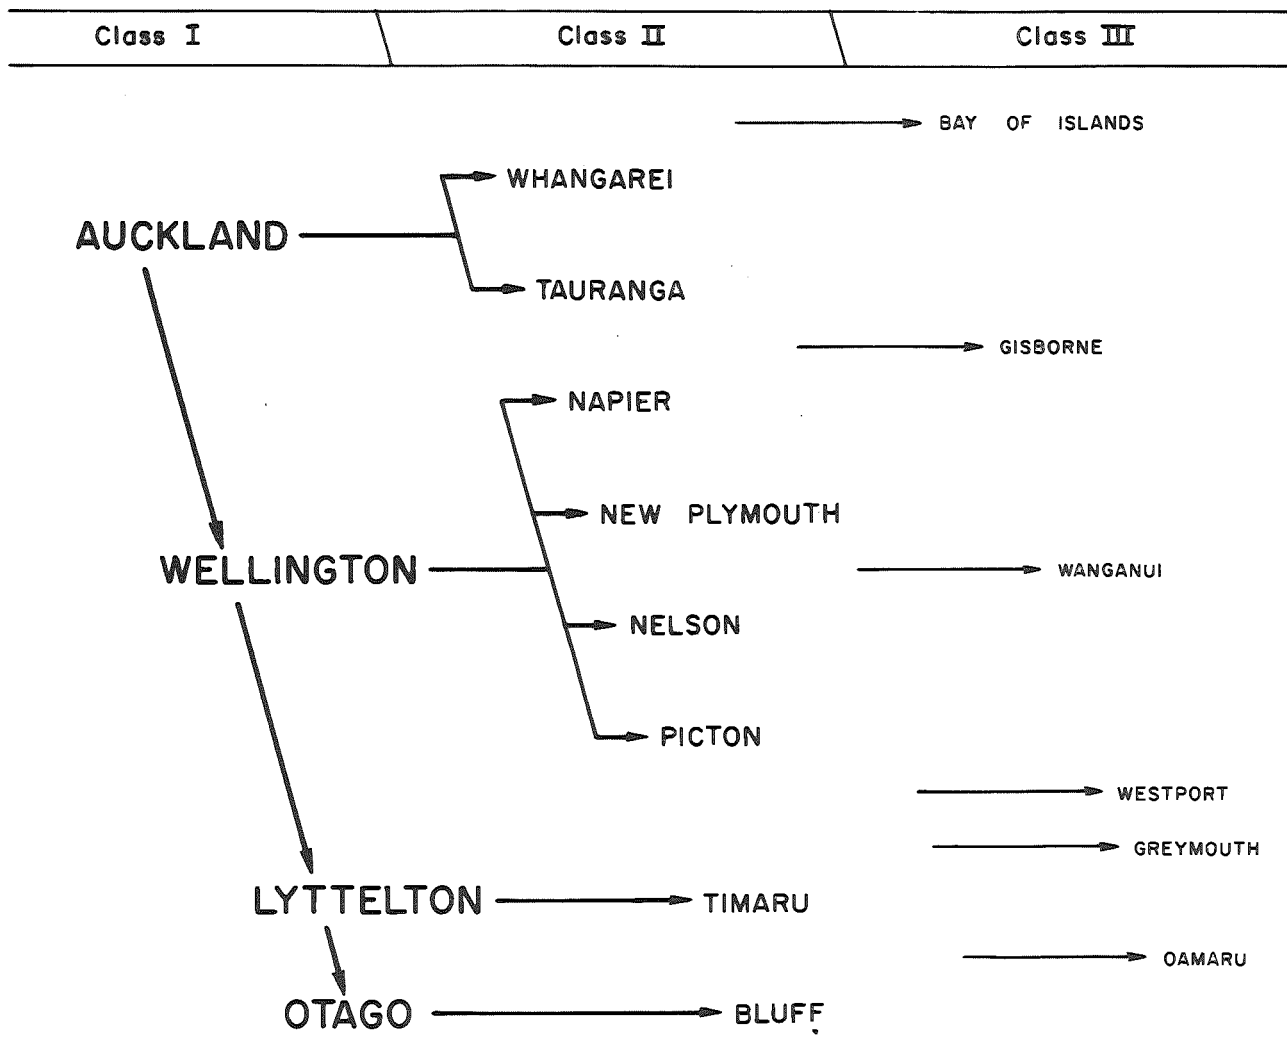 Class I Class II Class III
BAY OF ISLANDS
WHANGAREI
AUCKLAND
TAURANGA
GISBORNE
NAPIER
NEW PLYMOUTH
WELLINGTON
WANGANUI
NELSON
PICTON
WESTPORT
GREYMOUTH
LYTTELTON
TIMARU
OAMARU
OTAGO
BLUFF